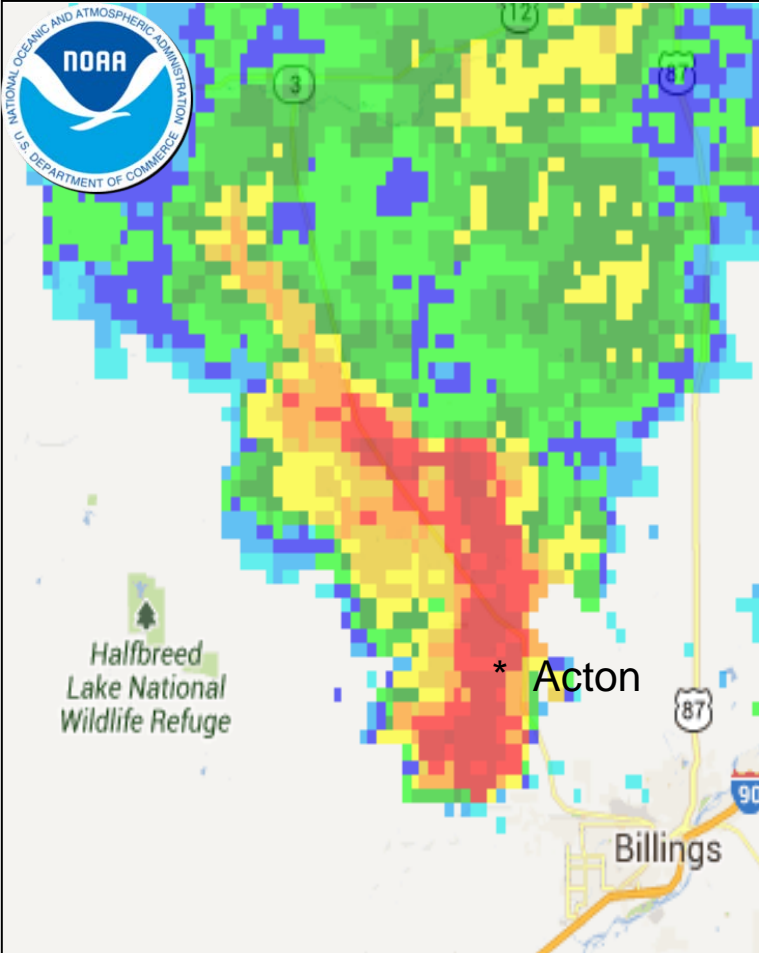 NATIONAL OCEANIC AND ATMOSPHERIC ADMINISTRATION
NOAA
U.S. DEPARTMENT OF COMMERCE
12
3
87
Halfbreed
Lake National
Wildlife Refuge
* Acton
87
90
Billings